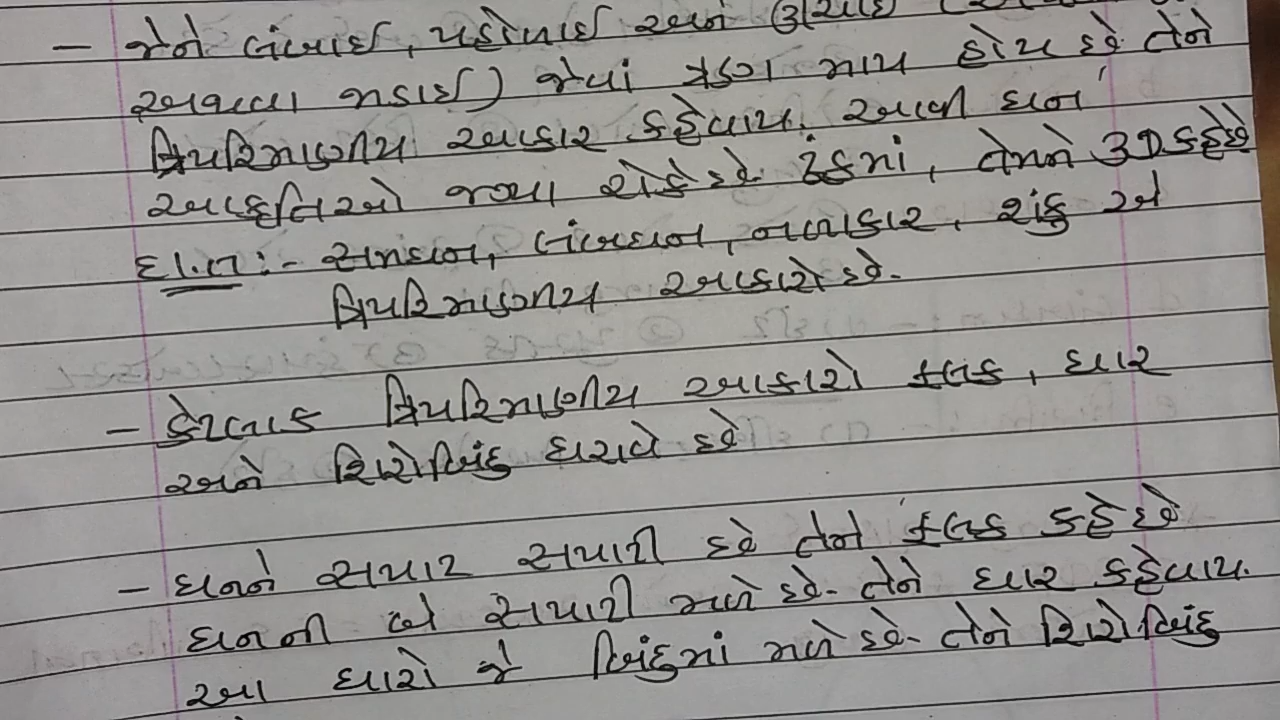 - જેને લંબાઈ, પહોળાઈ અને ઊંચાઈ
અથવા જાડાઈ) જેવાં ત્રણ માપ હોય છે તેને
ત્રિપરિમાણીય આકાર કહેવાય. આવી ઘન
આકૃતિઓ જગ્યા રોકે છે. ટૂંકમાં, તેમને 3D કહેછે
દા.ત :- સમઘન, લંબઘન, નળાકાર, શંકુ એ
ત્રિપરિમાણીય આકારો છે.
- કેટલાક ત્રિપરિમાણીય આકારો ફલક, ધાર
અને શિરોબિંદુ ધરાવે છે
- ઘનને સપાટ સપાટી છે તેને ફલક કહે છે
ઘનની બે સપાટી મળે છે. તેને ધાર કહેવાય.
આ ધારો જે બિંદુમાં મળે છે. તેને શિરોબિંદુ